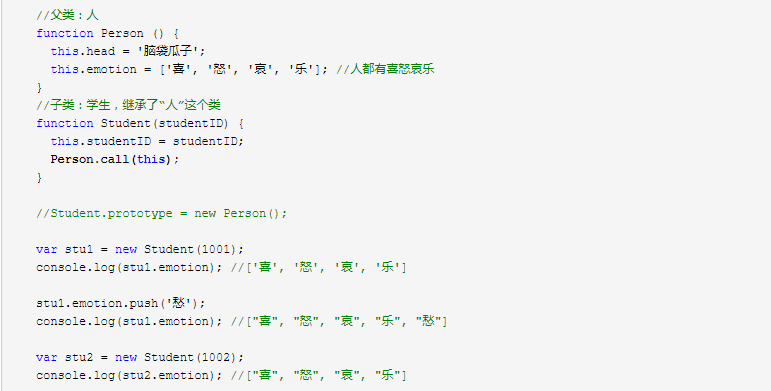 //父类：人
function Person () {
this.head = '脑袋瓜子';
this.emotion = ['喜', '怒', '哀', '乐']; //人都有喜怒哀乐
}
//子类：学生，继承了“人”这个类
function Student(studentID) {
this.studentID = studentID;
Person.call(this);
}
//Student.prototype = new Person();
var stu1 = new Student(1001);
console.log(stu1.emotion); //['喜', '怒', '哀', '乐']
stu1.emotion.push('愁');
console.log(stu1.emotion); //["喜", "怒", "哀", "乐", "愁"]
var stu2 = new Student(1002);
console.log(stu2.emotion); //["喜", "怒", "哀", "乐"]